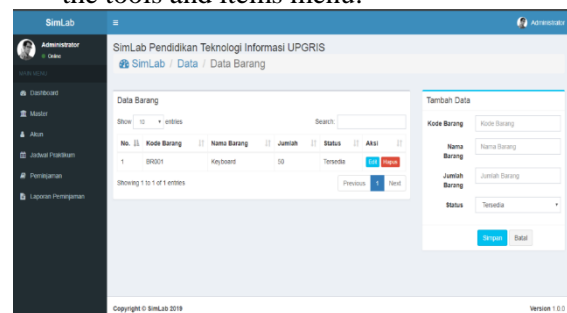 the tools and items menu.
SimLab
Administrator
Administrator
Online
SimLab Pendidikan Teknologi Informasi UPGRIS
SimLab / Data / Data Barang
Dashboard
Master
Akun
Jadwal Praktikum
Peminjaman
Laporan Peminjaman
Data Barang
Show 10 entries Search:
No. Kode Barang Nama Barang Jumlah Status Aksi
1 BR001 Keyboard Tersedia Edit Hapus
Showing 1 to 1 of 1 entries
Previous 1 Next
Tambah Data
Kode Barang Kode Barang
Nama Barang Nama Barang
Jumlah Barang Jumlah Barang
Status Tersedia
Simpan Batal
Copyright © SimLab 2019
Version 1.0.0